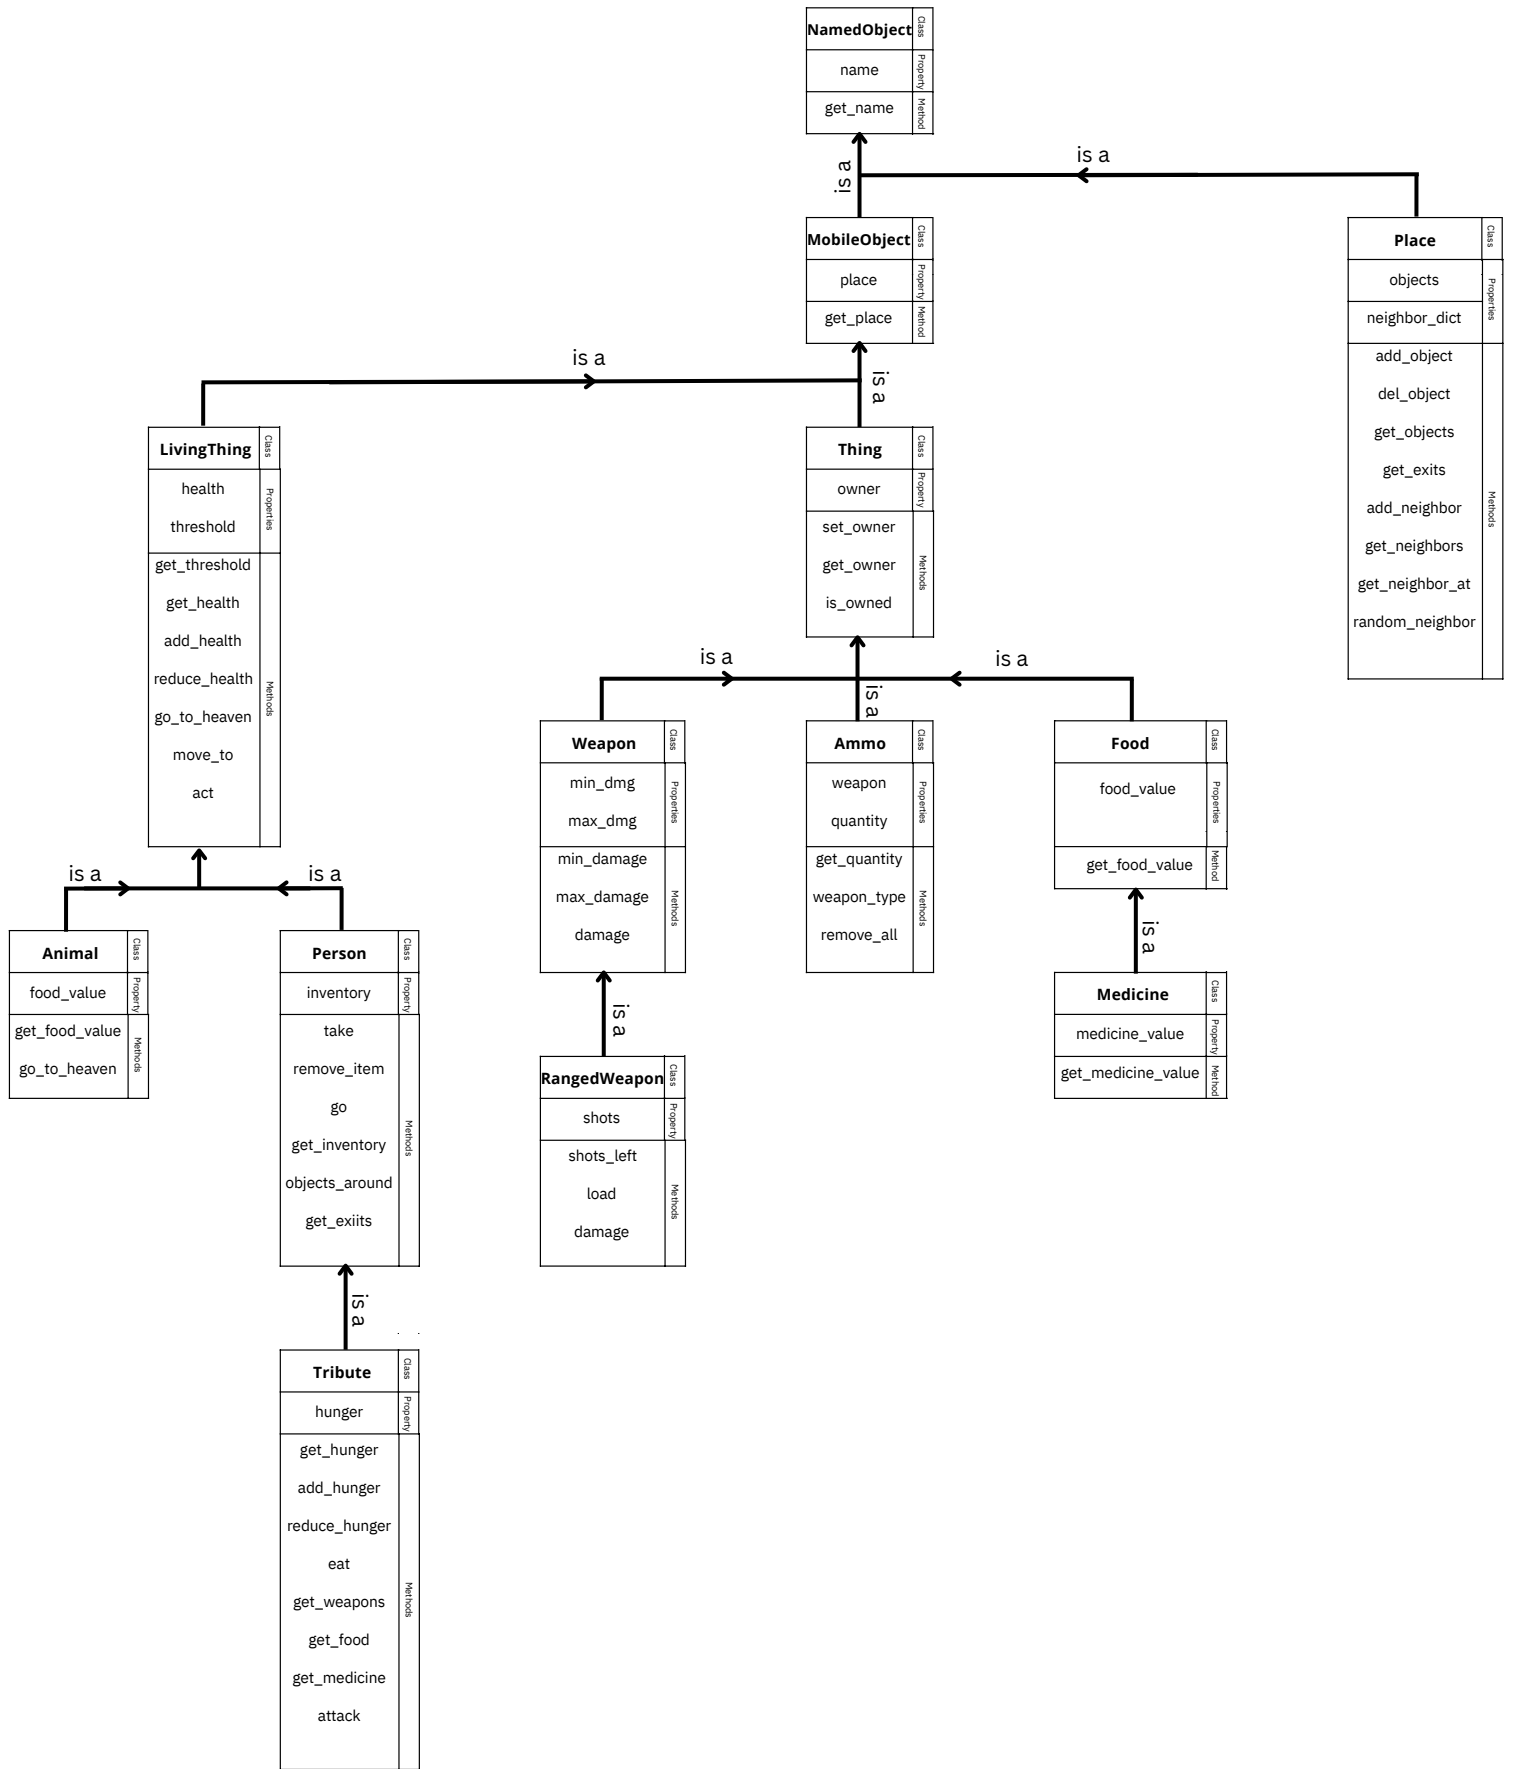 NamedObject
Class
name
Property
get_name
Method
is a
is a
MobileObject
Class
place
Property
get_place
Method
Place
Class
objects
neighbor_dict
Properties
add_object
del_object
get_objects
get_exits
add_neighbor
get_neighbors
get_neighbor_at
random_neighbor
Methods
is a
is a
LivingThing
Class
health
threshold
Properties
get_threshold
get_health
add_health
reduce_health
go_to_heaven
move_to
act
Methods
Thing
Class
owner
Property
set_owner
get_owner
is_owned
Methods
is a
is a
is a
Weapon
Class
min_dmg
max_dmg
Properties
min_damage
max_damage
damage
Methods
Ammo
Class
weapon
quantity
Properties
get_quantity
weapon_type
remove_all
Methods
Food
Class
food_value
Properties
get_food_value
Method
is a
is a
Animal
Class
food_value
Property
get_food_value
go_to_heaven
Methods
Person
Class
inventory
Property
take
remove_item
go
get_inventory
objects_around
get_exiits
Methods
is a
RangedWeapon
Class
shots
Property
shots_left
load
damage
Methods
is a
Medicine
Class
medicine_value
Property
get_medicine_value
Method
is a
Tribute
Class
hunger
Property
get_hunger
add_hunger
reduce_hunger
eat
get_weapons
get_food
get_medicine
attack
Methods